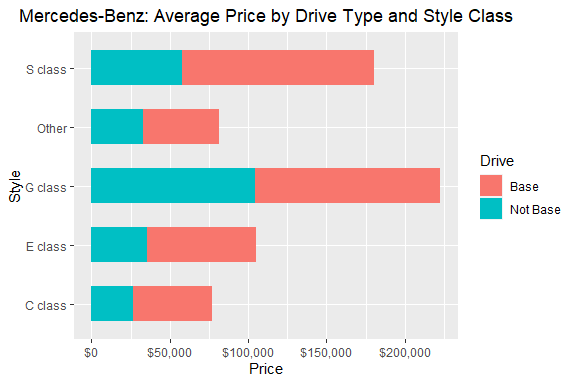 Mercedes-Benz: Average Price by Drive Type and Style Class
S class
Other
G class
E class
C class
Style
$0
$50,000
$100,000
$150,000
$200,000
Price
Drive
Base
Not Base